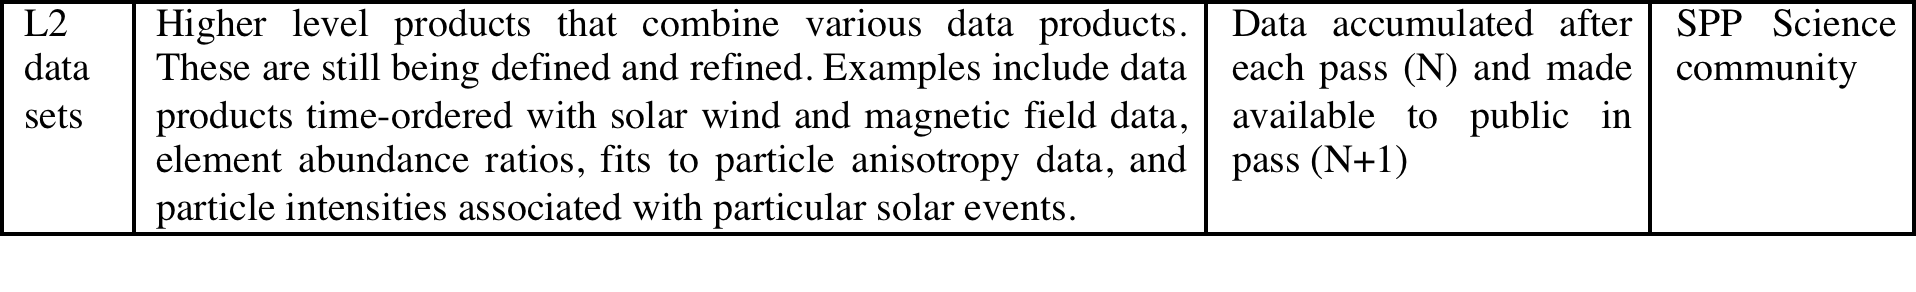 L2
data
sets
Higher level products that combine various data products.
These are still being defined and refined. Examples include data
products time-ordered with solar wind and magnetic field data,
element abundance ratios, fits to particle anisotropy data, and
particle intensities associated with particular solar events.
Data accumulated after
each pass (N) and made
available to public in
pass (N+1)
SPP Science
community